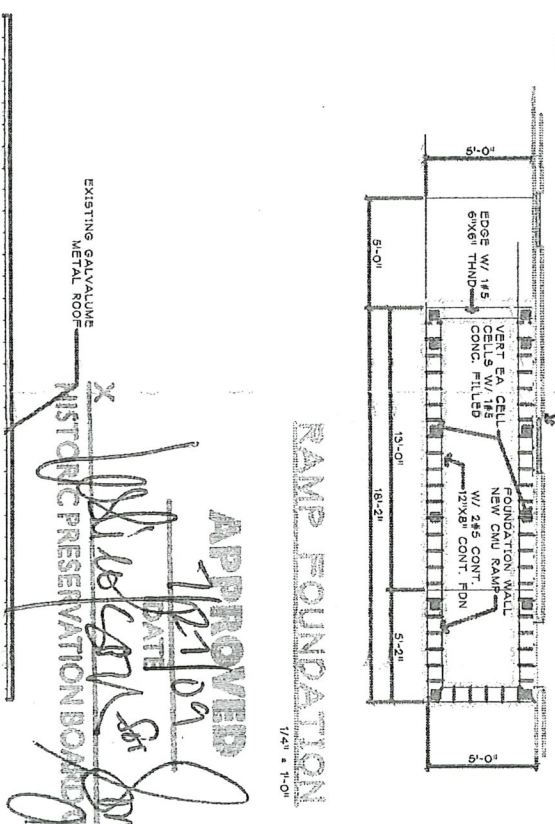 5'-0"
5'-0"
EDGE W/ 1#5
6"X6" THND
VERT EA CELL
CELLS W/ 1#5
CONC. FILLED
FOUNDATION WALL
NEW CMU RAMP
W/ 2#5 CONT.
12"X8" CONT. FDN
13'-0"
5'-2"
18'-2"
5'-0"
RAMP FOUNDATION
1/4" = 1'-0"
APPROVED
DATE
X
HISTORIC PRESERVATION BOARD
EXISTING GALVALUME
METAL ROOF